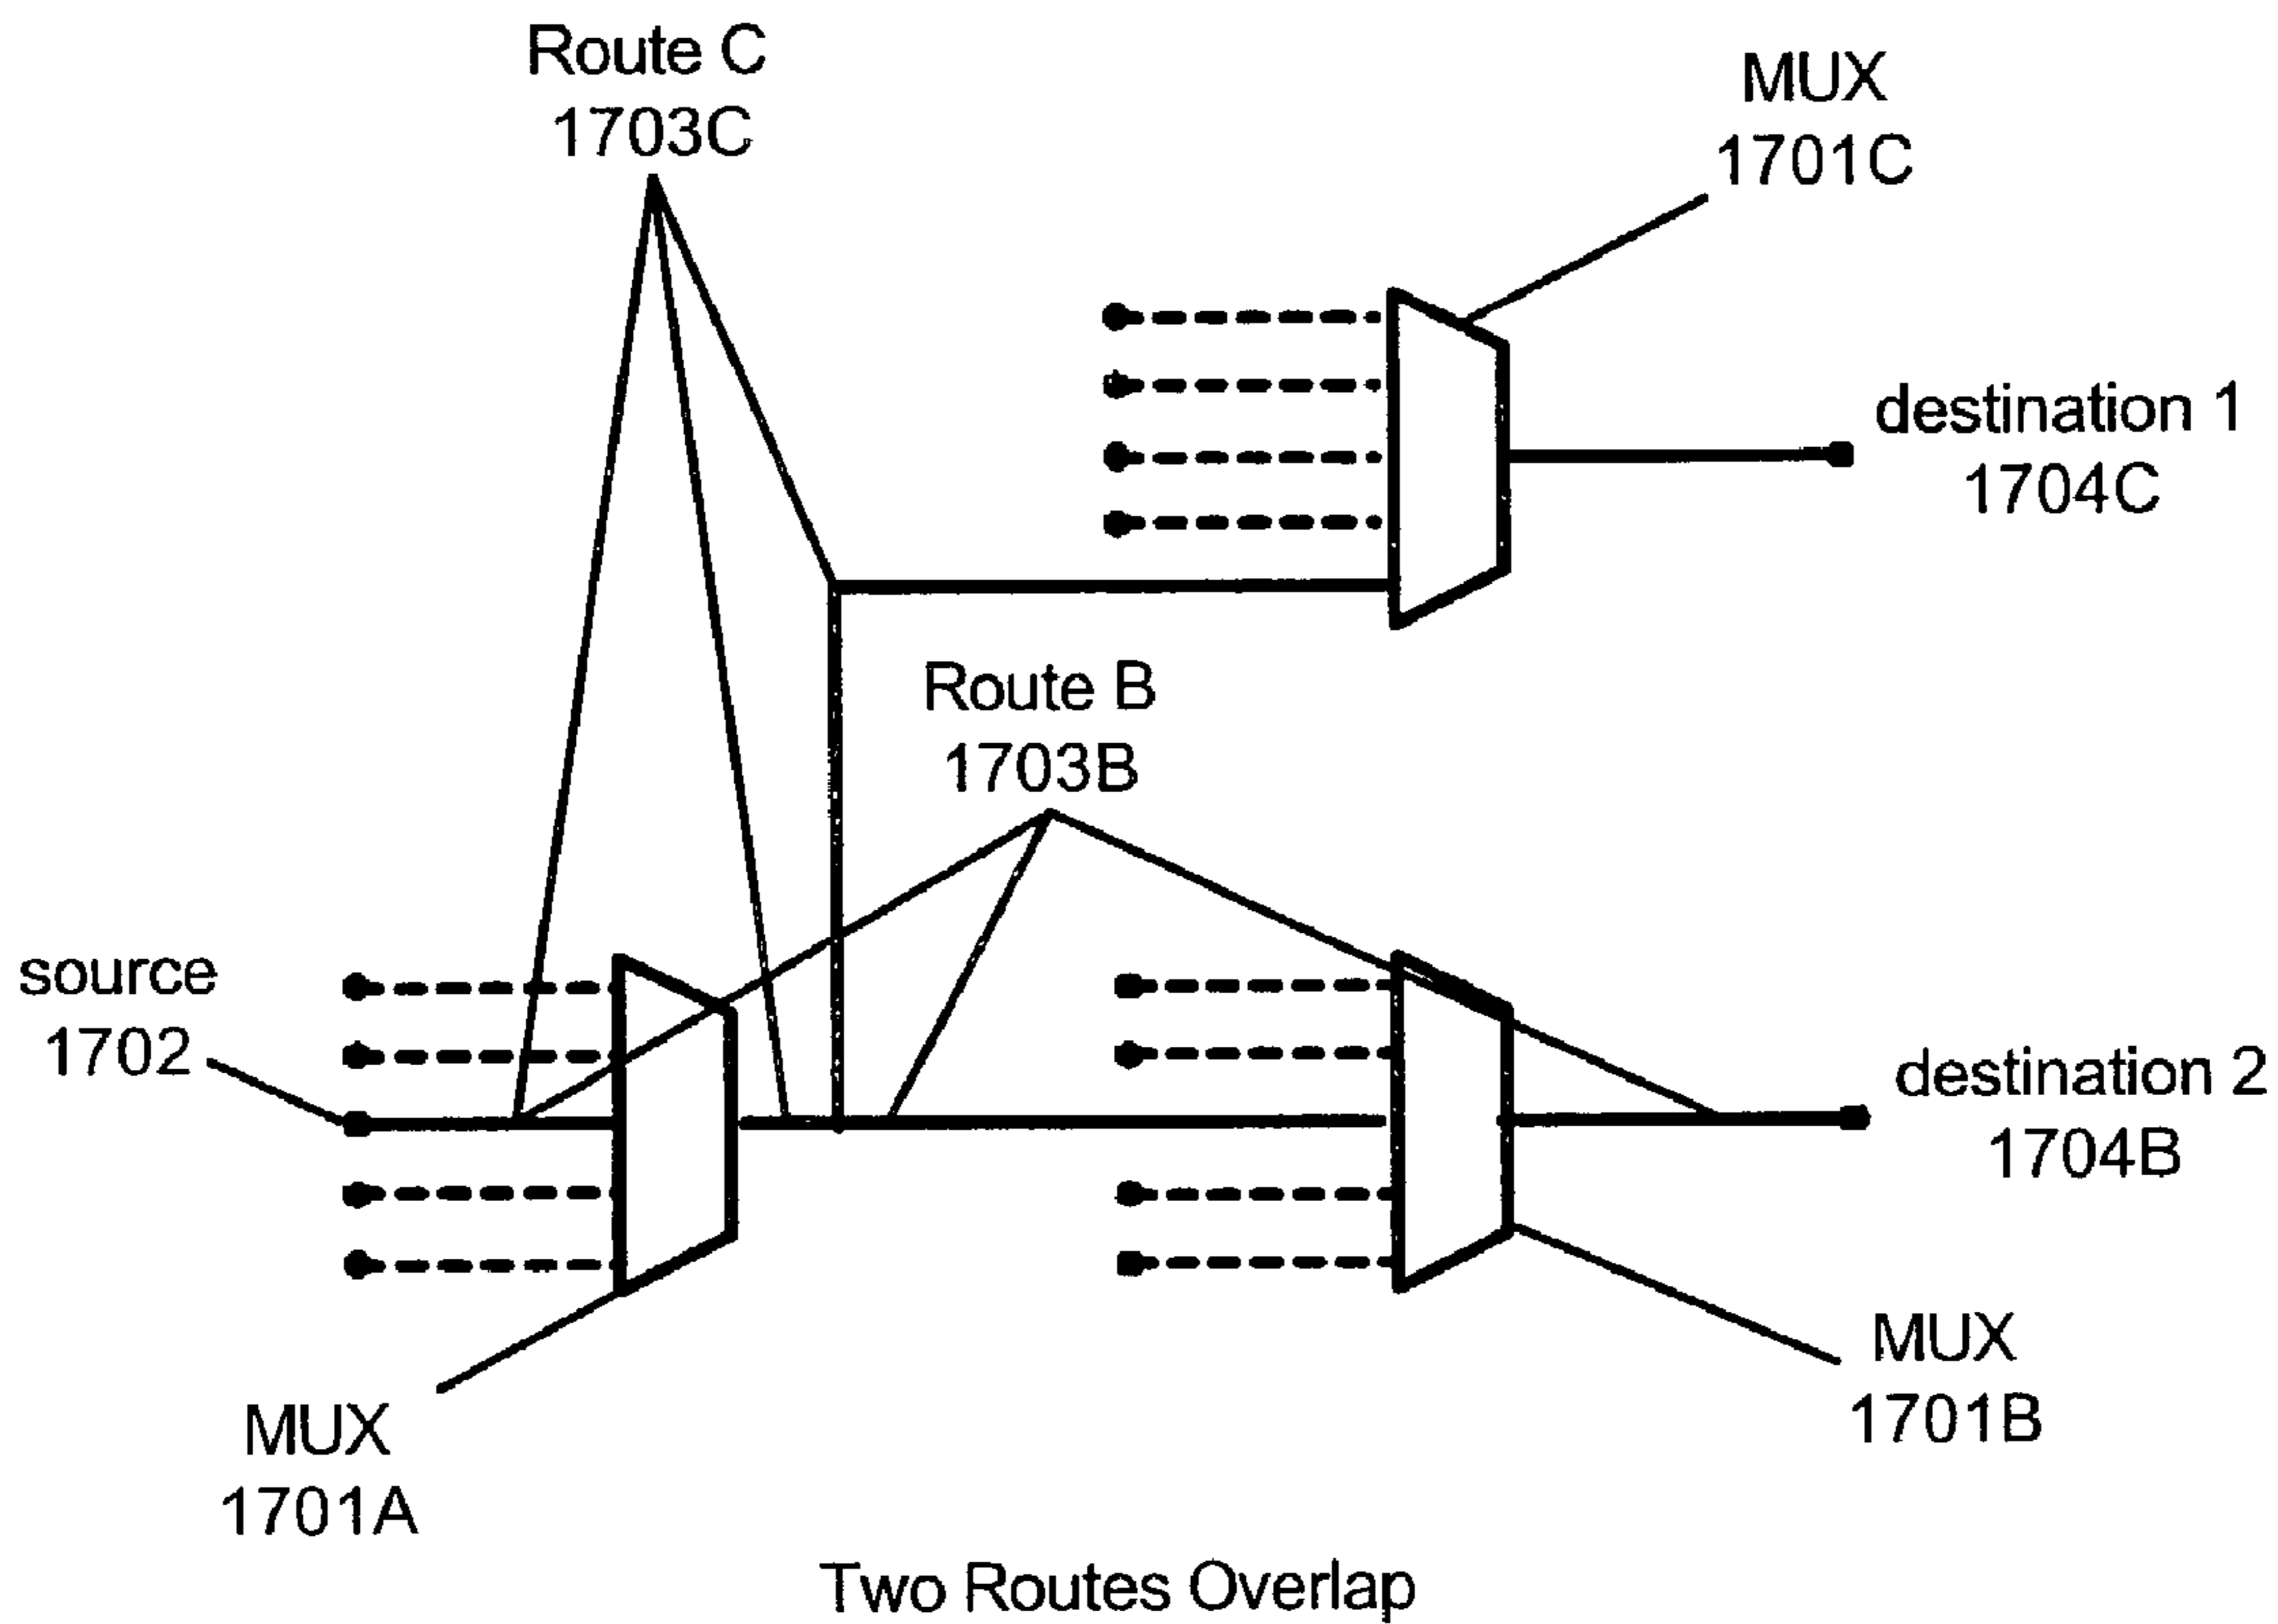 Route C
1703C
MUX
1701C
destination 1
1704C
Route B
1703B
source
1702
destination 2
1704B
MUX
1701B
MUX
1701A
Two Routes Overlap